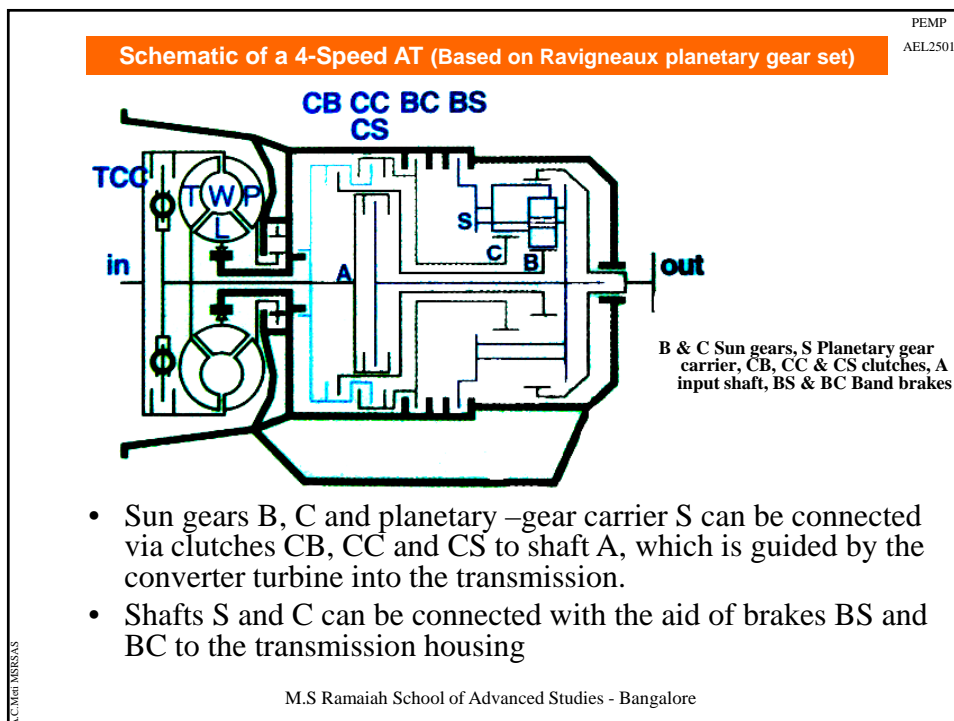 PEMP
AEL2501
Schematic of a 4-Speed AT (Based on Ravigneaux planetary gear set)
CB CC BC BS
CS
TCC
T W P
L
S
C
B
in
A
out
B & C Sun gears, S Planetary gear
carrier, CB, CC & CS clutches, A
input shaft, BS & BC Band brakes
• Sun gears B, C and planetary –gear carrier S can be connected
via clutches CB, CC and CS to shaft A, which is guided by the
converter turbine into the transmission.
• Shafts S and C can be connected with the aid of brakes BS and
BC to the transmission housing
M.S Ramaiah School of Advanced Studies - Bangalore
.C.Meti MSRSAS